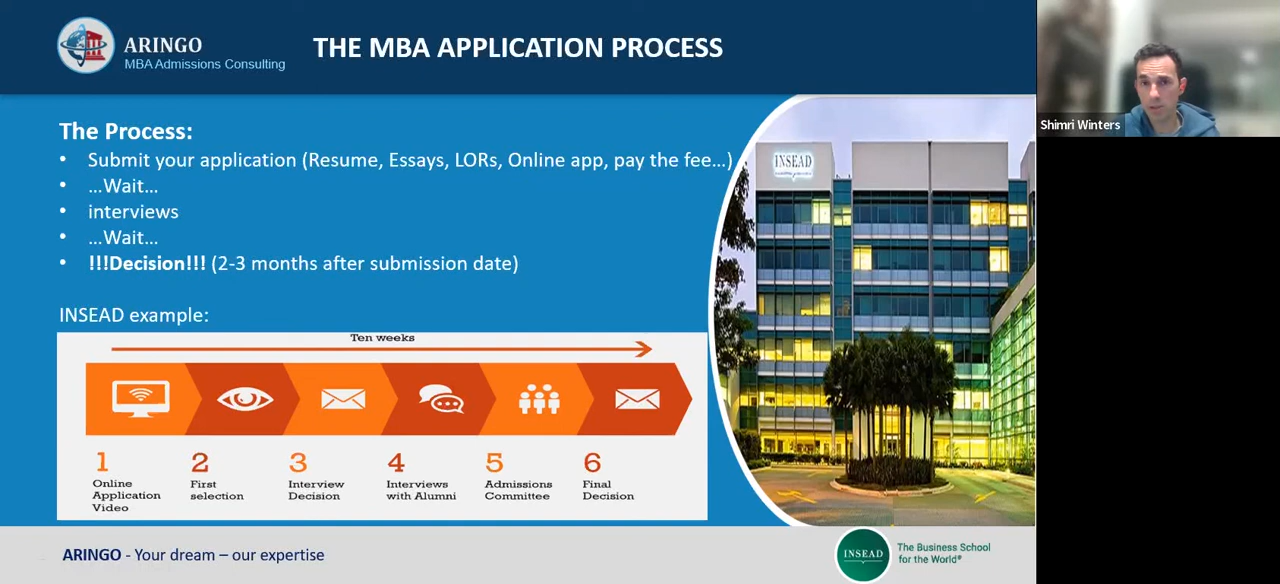 ARINGO
MBA Admissions Consulting
THE MBA APPLICATION PROCESS
Shimri Winters
The Process:
• Submit your application (Resume, Essays, LORs, Online app, pay the fee…)
• …Wait…
• interviews
• …Wait…
• !!!Decision!!! (2-3 months after submission date)
INSEAD
INSEAD example:
Ten weeks
1
Online
Application
Video
2
First
selection
3
Interview
Decision
4
Interviews
with Alumni
5
Admissions
Committee
6
Final
Decision
ARINGO - Your dream – our expertise
INSEAD
The Business School
for the World®